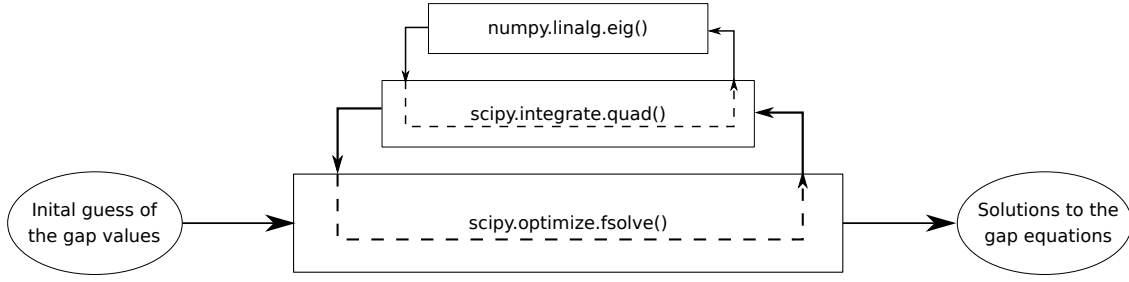 numpy.linalg.eig()
scipy.integrate.quad()
Inital guess of
the gap values
scipy.optimize.fsolve()
Solutions to the
gap equations